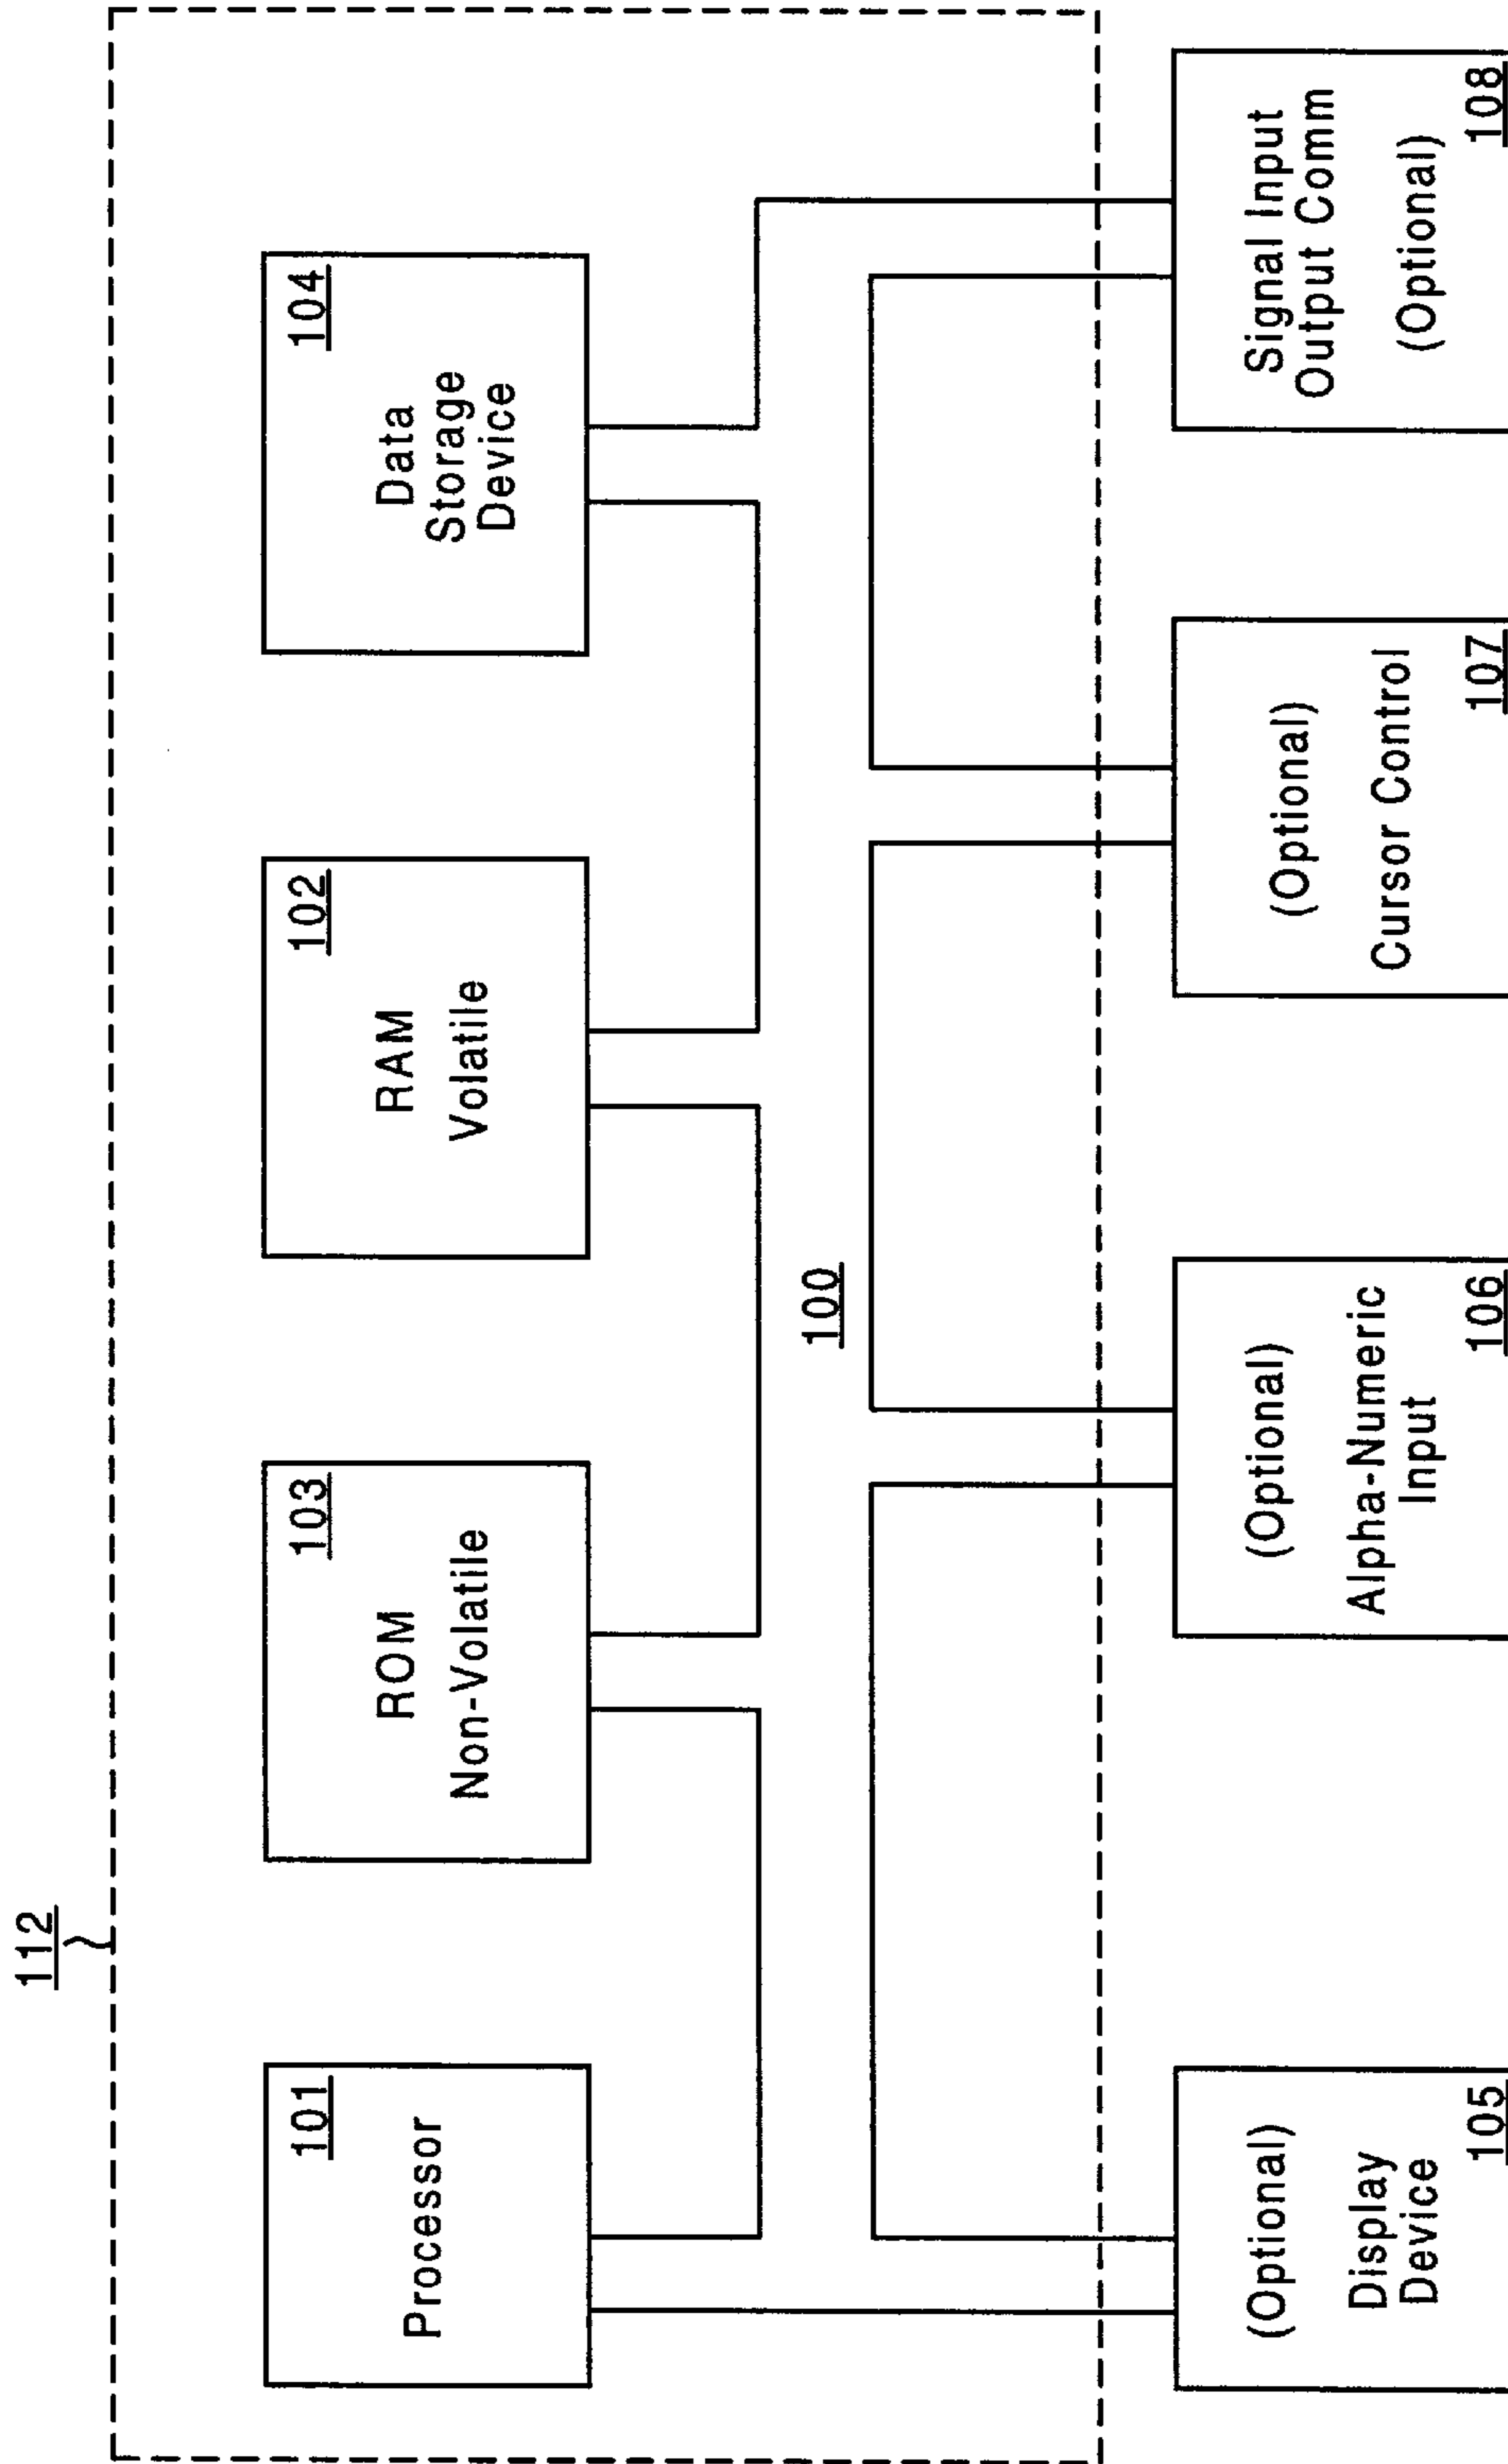 112
101
Processor
103
ROM
Non-Volatile
102
RAM
Volatile
104
Data
Storage
Device
100
(Optional)
Display
Device
105
(Optional)
Alpha-Numeric
Input
106
(Optional)
Cursor Control
107
Signal Input
Output Comm
(Optional)
108